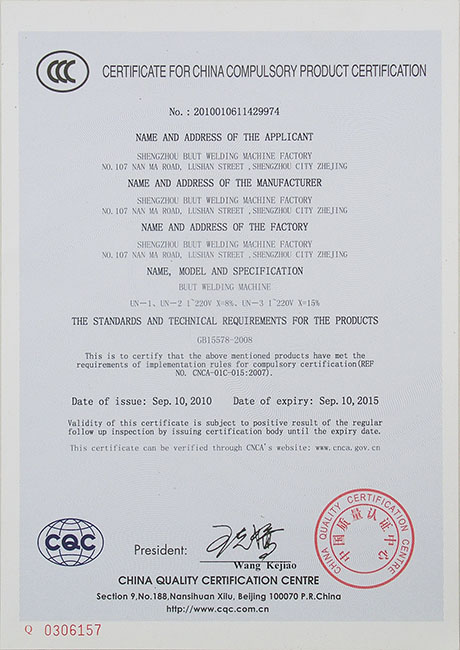 CCC
CERTIFICATE FOR CHINA COMPULSORY PRODUCT CERTIFICATION
No. : 2010010611429974
NAME AND ADDRESS OF THE APPLICANT
SHENGZHOU BUUT WELDING MACHINE FACTORY
NO.107 NAN MA ROAD, LUSHAN STREET ,SHENGZHOU CITY ZHEJING
NAME AND ADDRESS OF THE MANUFACTURER
SHENGZHOU BUUT WELDING MACHINE FACTORY
NO.107 NAN MA ROAD, LUSHAN STREET ,SHENGZHOU CITY ZHEJING
NAME AND ADDRESS OF THE FACTORY
SHENGZHOU BUUT WELDING MACHINE FACTORY
NO.107 NAN MA ROAD, LUSHAN STREET ,SHENGZHOU CITY ZHEJING
NAME, MODEL AND SPECIFICATION
BUUT WELDING MACHINE
UN-1、UN-2 1~220V X=8%、UN-3 1~220V X=15%
THE STANDARDS AND TECHNICAL REQUIREMENTS FOR THE PRODUCTS
GB15578-2008
This is to certify that the above mentioned products have met the
requirements of implementation rules for compulsory certification(REF
NO. CNCA-01C-015:2007).
Date of issue: Sep.10,2010 Date of expiry: Sep.10,2015
Validity of this certificate is subject to positive result of the regular
follow up inspection by issuing certification body until the expiry date.
This certificate can be verified through CNCA's website: www.cnca.gov.cn
CQC
President:
Wang Kejiao
CHINA QUALITY CERTIFICATION CENTRE
中国质量认证中心
CHINA QUALITY CERTIFICATION CENTRE
Section 9,No.188,Nansihuan Xilu, Beijing 100070 P.R.China
http://www.cqc.com.cn
Q 0306157